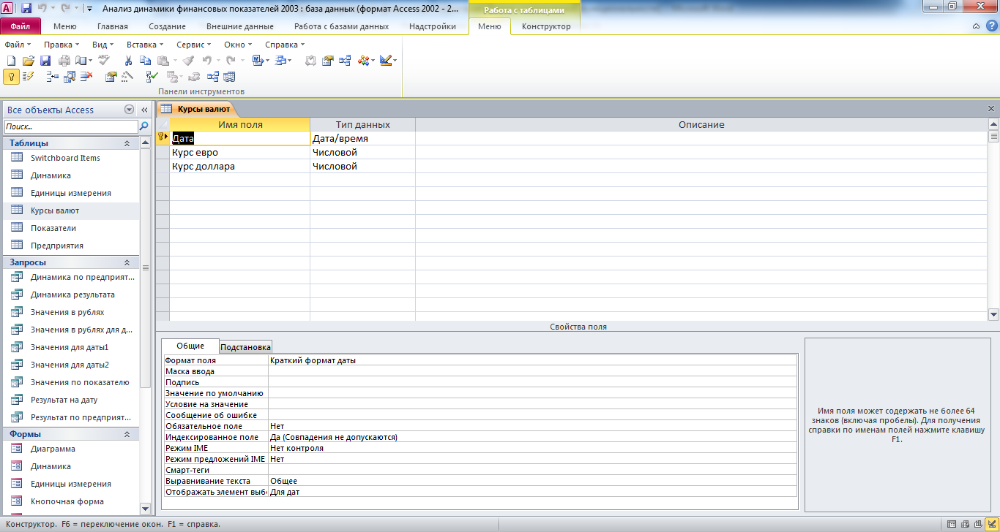 Анализ динамики финансовых показателей 2003 : база данных (формат Access 2002 - 2...
Работа с таблицами
Файл Меню Главная Создание Внешние данные Работа с базами данных Надстройки Меню Конструктор
Файл Правка Вид Вставка Сервис Окно Справка
Панели инструментов
Все объекты Access
Поиск...
Таблицы
Switchboard Items
Динамика
Единицы измерения
Курсы валют
Показатели
Предприятия
Запросы
Динамика по предприят...
Динамика результата
Значения в рублях
Значения в рублях для д...
Значения для даты1
Значения для даты2
Значения по показателю
Результат на дату
Результат по предприят...
Формы
Диаграмма
Динамика
Единицы измерения
Кнопочная форма
Курсы валют
Имя поля Тип данных Описание
Дата Дата/время
Курс евро Числовой
Курс доллара Числовой
Свойства поля
Общие Подстановка
Формат поля Краткий формат даты
Маска ввода
Подпись
Значение по умолчанию
Условие на значение
Сообщение об ошибке
Обязательное поле Нет
Индексированное поле Да (Совпадения не допускаются)
Режим IME Нет контроля
Режим предложений IME Нет
Смарт-теги
Выравнивание текста Общее
Отображать элемент выб Для дат
Имя поля может содержать не более 64
знаков (включая пробелы). Для получения
справки по именам полей нажмите клавишу
F1.
Конструктор. F6 = переключение окон. F1 = справка.